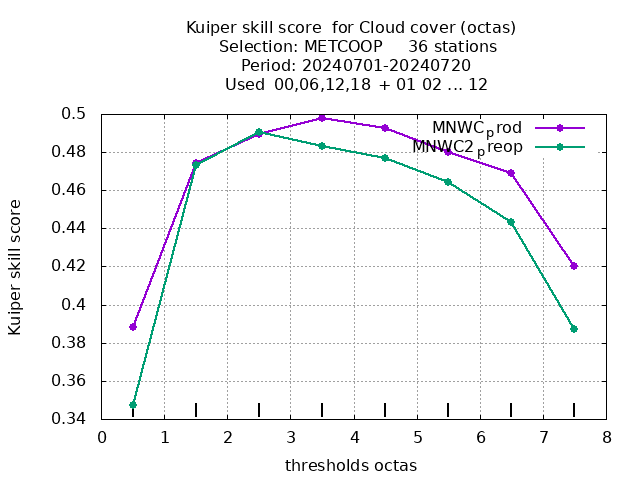 Kuiper skill score  for Cloud cover (octas)
Selection: METCOOP     36 stations
Period: 20240701-20240720
Used  00,06,12,18  + 01 02 ... 12
0.5
MNWCprod
0.48
MNWC2preop
0.46
0.44
Kuiper skill score
0.42
0.4
0.38
0.36
0.34
0 1 2 3 4 5 6 7 8
thresholds octas